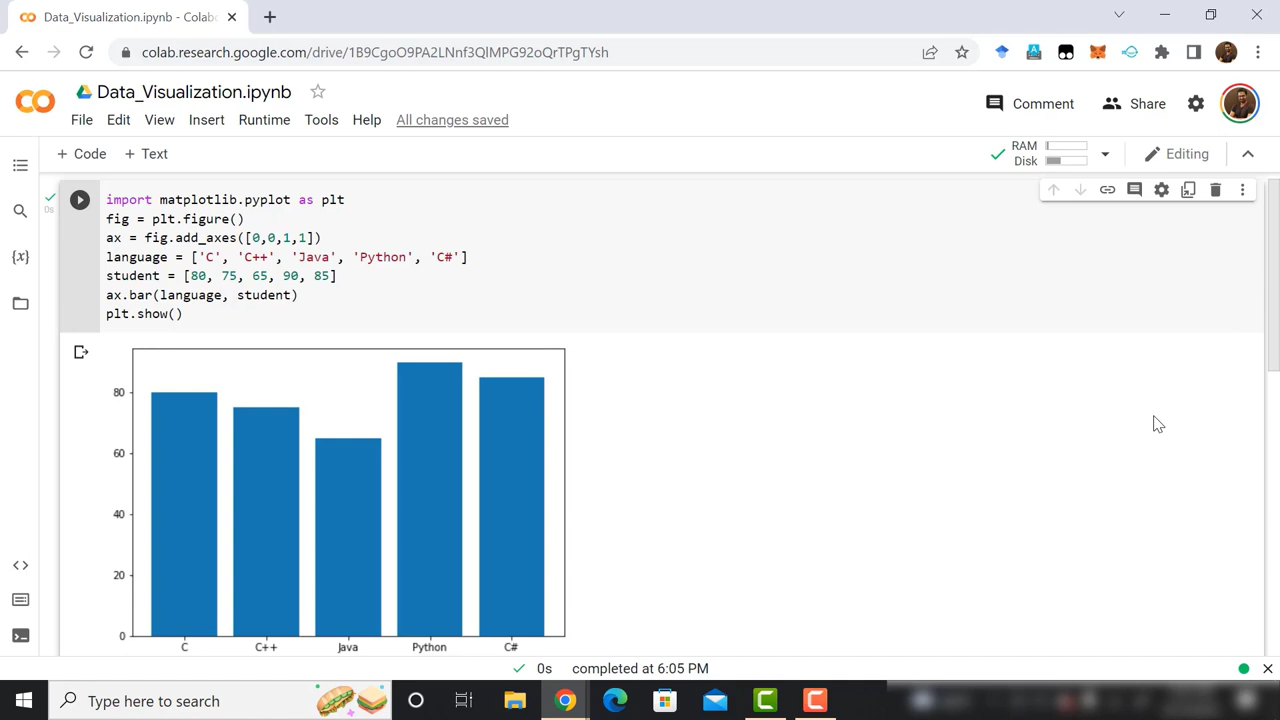 Data_Visualization.ipynb - Colab
colab.research.google.com/drive/1B9CgoO9PA2LNnf3QlMPG92oQrTPgTYsh
Data_Visualization.ipynb
Comment
Share
File Edit View Insert Runtime Tools Help All changes saved
+ Code + Text
RAM
Disk
Editing
import matplotlib.pyplot as plt
0s
fig = plt.figure()
ax = fig.add_axes([0,0,1,1])
language = ['C', 'C++', 'Java', 'Python', 'C#']
student = [80, 75, 65, 90, 85]
ax.bar(language, student)
plt.show()
80
60
40
20
0
C C++ Java Python C#
0s completed at 6:05 PM
Type here to search